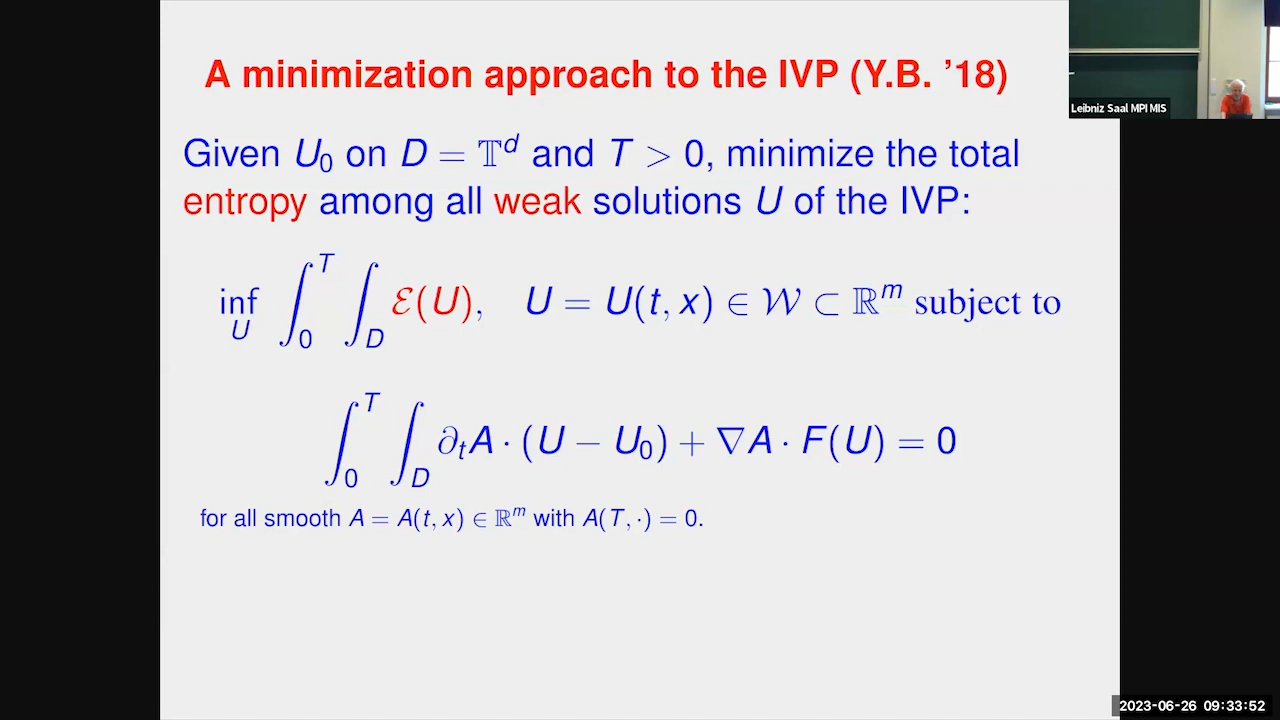 A minimization approach to the IVP (Y.B. ’18)
Leibniz Saal MPI MIS
Given U₀ on D = 𝕋ᵈ and T > 0, minimize the total
entropy among all weak solutions U of the IVP:
inf_U ∫₀ᵀ ∫_D ℰ(U), U = U(t, x) ∈ 𝒲 ⊂ ℝᵐ subject to
∫₀ᵀ ∫_D ∂ₜA · (U − U₀) + ∇A · F(U) = 0
for all smooth A = A(t, x) ∈ ℝᵐ with A(T, ·) = 0.
2023-06-26 09:33:52